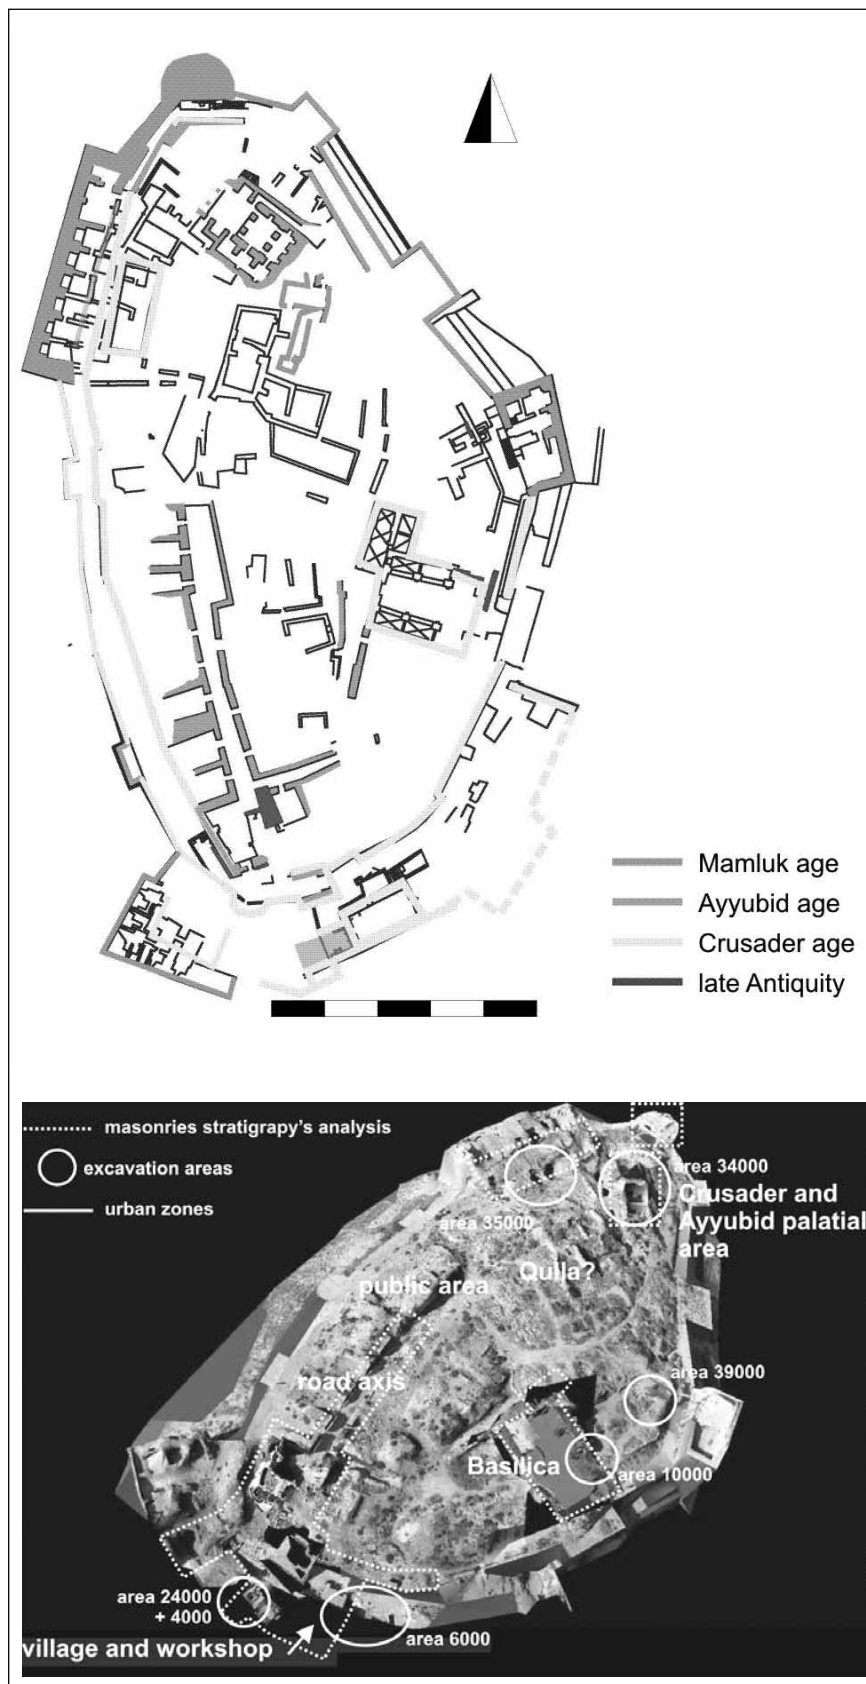 Mamluk age
Ayyubid age
Crusader age
late Antiquity
masonries stratigrapy's analysis
excavation areas
urban zones
area 34000
Crusader and
Ayyubid palatial
area
area 35000
Qulla?
public area
road axis
area 39000
Basilica
area 10000
area 24000
+ 4000
area 6000
village and workshop